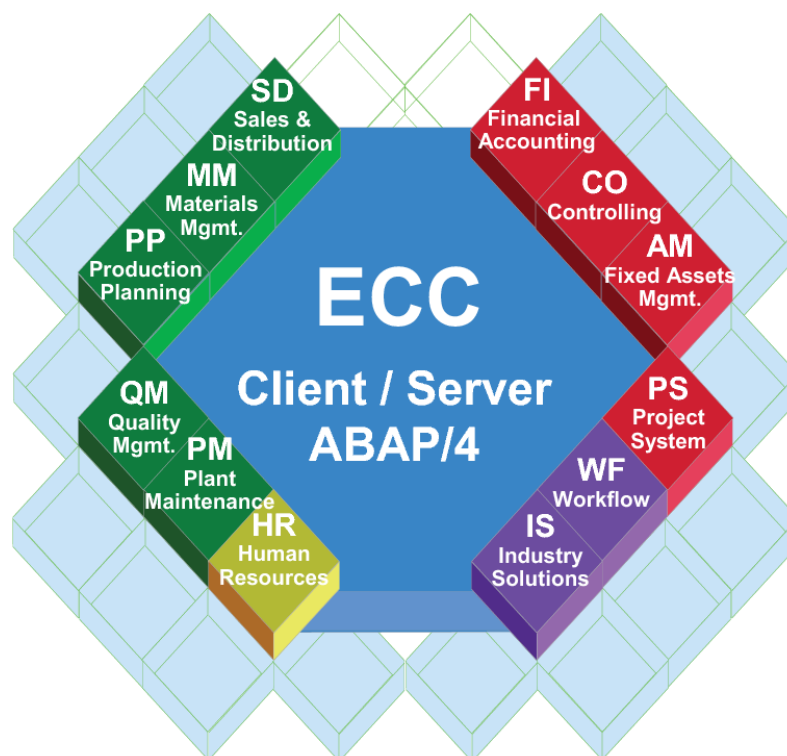 SD
Sales &
Distribution
MM
Materials
Mgmt.
PP
Production
Planning
FI
Financial
Accounting
CO
Controlling
AM
Fixed Assets
Mgmt.
ECC
Client / Server
ABAP/4
QM
Quality
Mgmt.
PM
Plant
Maintenance
HR
Human
Resources
PS
Project
System
WF
Workflow
IS
Industry
Solutions